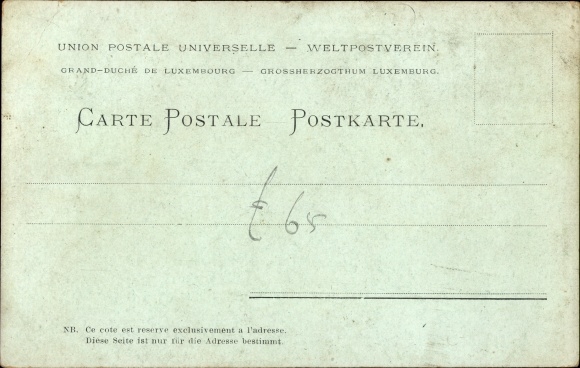 UNION POSTALE UNIVERSELLE — WELTPOSTVEREIN.
GRAND-DUCHÉ DE LUXEMBOURG — GROSSHERZOGTHUM LUXEMBURG.
CARTE POSTALE POSTKARTE.
£ 65
NB. Ce cote est reserve exclusivement a l'adresse.
Diese Seite ist nur für die Adresse bestimmt.